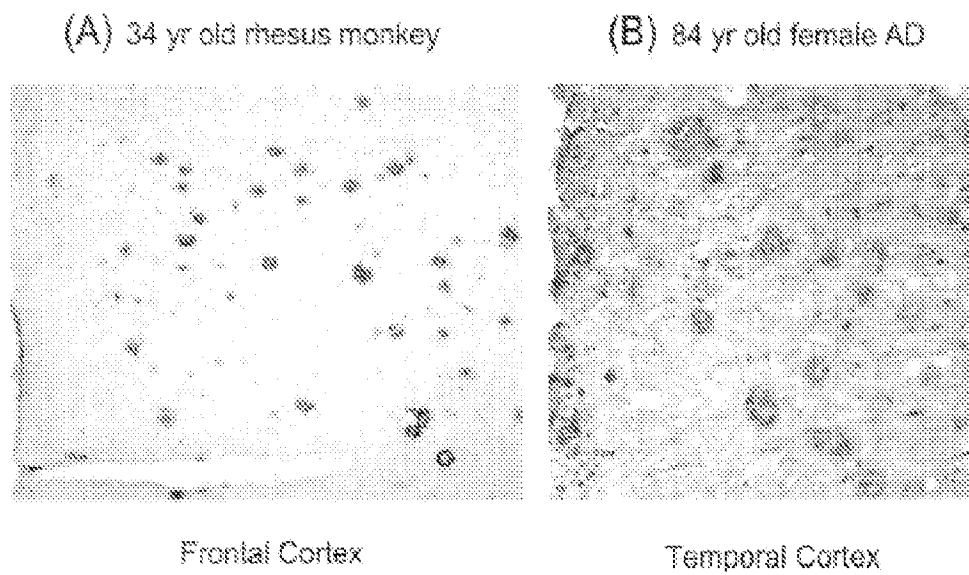 (A) 34 yr old rhesus monkey
(B) 84 yr old female AD
Frontal Cortex
Temporal Cortex